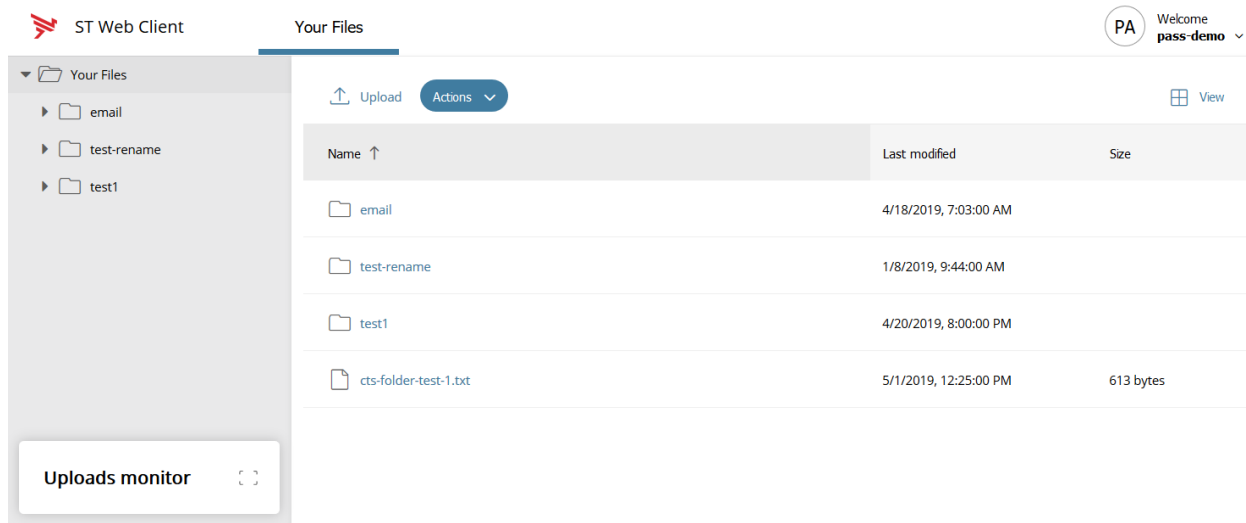 ST Web Client
Your Files
PA
Welcome
pass-demo
Your Files
email
test-rename
test1
Upload
Actions
View
Name
Last modified
Size
email
4/18/2019, 7:03:00 AM
test-rename
1/8/2019, 9:44:00 AM
test1
4/20/2019, 8:00:00 PM
cts-folder-test-1.txt
5/1/2019, 12:25:00 PM
613 bytes
Uploads monitor